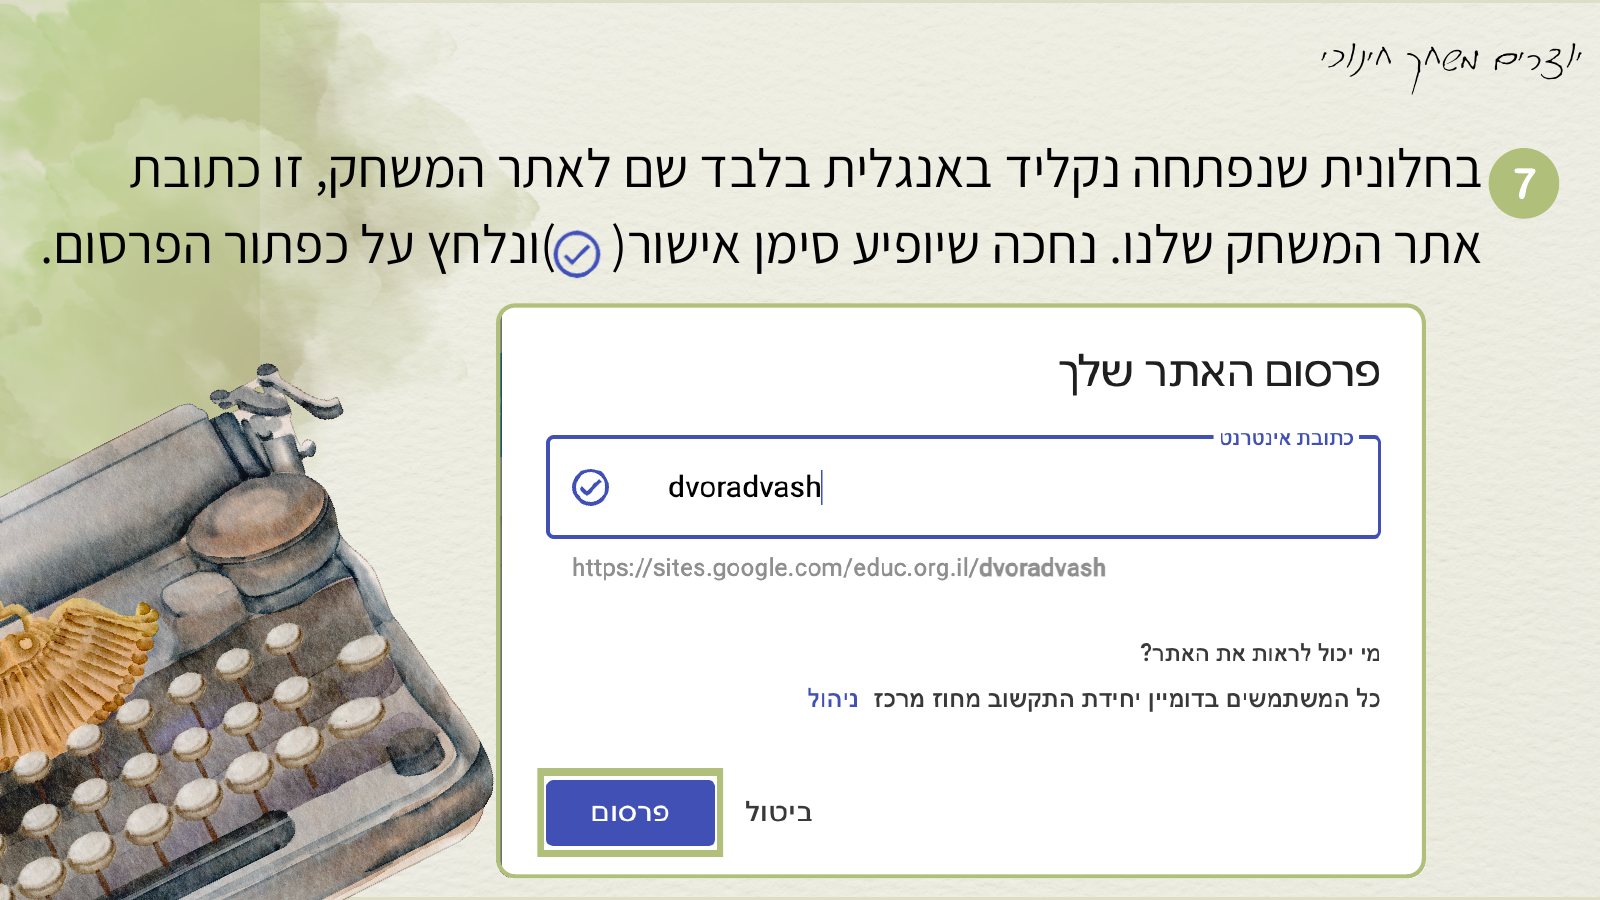 יוצרים משחק חינוכי
7
בחלונית שנפתחה נקליד באנגלית בלבד שם לאתר המשחק, זו כתובת
אתר המשחק שלנו. נחכה שיופיע סימן אישור( )ונלחץ על כפתור הפרסום.
פרסום האתר שלך
כתובת אינטרנט
dvoradvash
https://sites.google.com/educ.org.il/dvoradvash
מי יכול לראות את האתר?
כל המשתמשים בדומיין יחידת התקשוב מחוז מרכז ניהול
ביטול פרסום